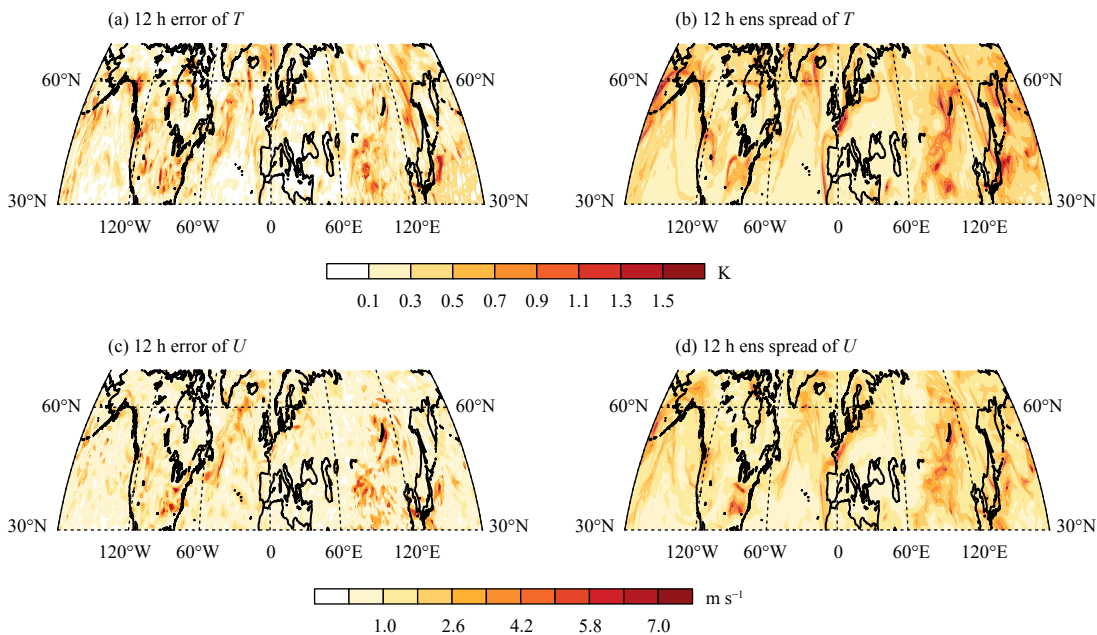 (a) 12 h error of T
(b) 12 h ens spread of T
60°N
60°N
60°N
60°N
30°N
30°N
30°N
30°N
120°W
60°W
0
60°E
120°E
120°W
60°W
0
60°E
120°E
K
0.1
0.3
0.5
0.7
0.9
1.1
1.3
1.5
(c) 12 h error of U
(d) 12 h ens spread of U
60°N
60°N
60°N
60°N
30°N
30°N
30°N
30°N
120°W
60°W
0
60°E
120°E
120°W
60°W
0
60°E
120°E
m s⁻¹
1.0
2.6
4.2
5.8
7.0